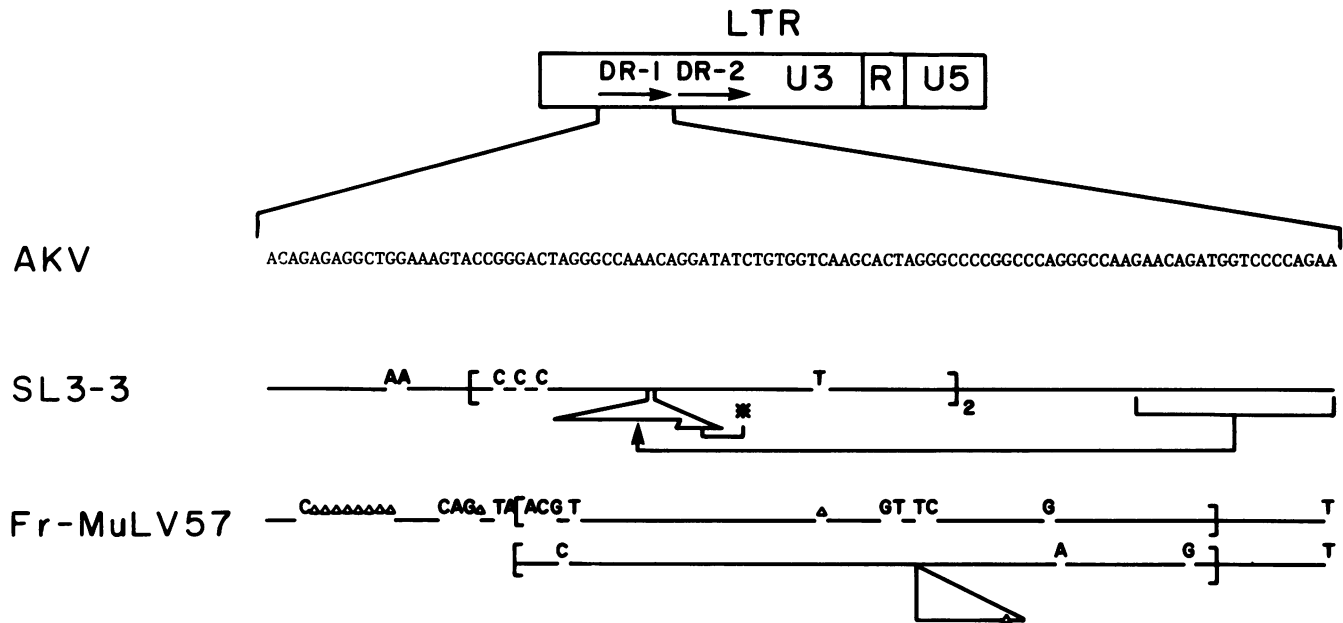 LTR
DR-1 DR-2 U3 R U5
AKV ACAGAGAGGCTGGAAAGTACCGGGACTAGGGCCAAACAGGATATCTGTGGTCAAGCACTAGGGCCCCGGCCCAGGGCCAAGAACAGATGGTCCCCAGAA
SL3-3 AA [ C C C T ]2
*
Fr-MuLV57 C△△△△△△△△ CAG△ TA [ ACG T △ GT TC G ] T
[ C A G ] T
△